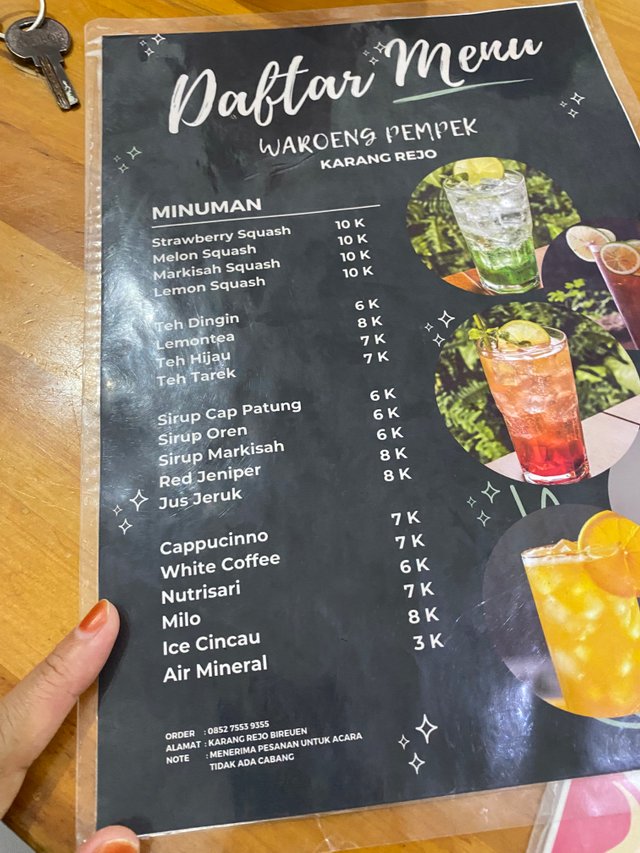 Daftar Menu
WAROENG PEMPEK
KARANG REJO
MINUMAN
Strawberry Squash 10 K
Melon Squash 10 K
Markisah Squash 10 K
Lemon Squash 10 K
Teh Dingin 6 K
Lemontea 8 K
Teh Hijau 7 K
Teh Tarek 7 K
Sirup Cap Patung 6 K
Sirup Oren 6 K
Sirup Markisah 6 K
Red Jeniper 8 K
Jus Jeruk 8 K
Cappucinno 7 K
White Coffee 7 K
Nutrisari 6 K
Milo 7 K
Ice Cincau 8 K
Air Mineral 3 K
ORDER : 0852 7553 9355
ALAMAT : KARANG REJO BIREUEN
NOTE : MENERIMA PESANAN UNTUK ACARA
TIDAK ADA CABANG